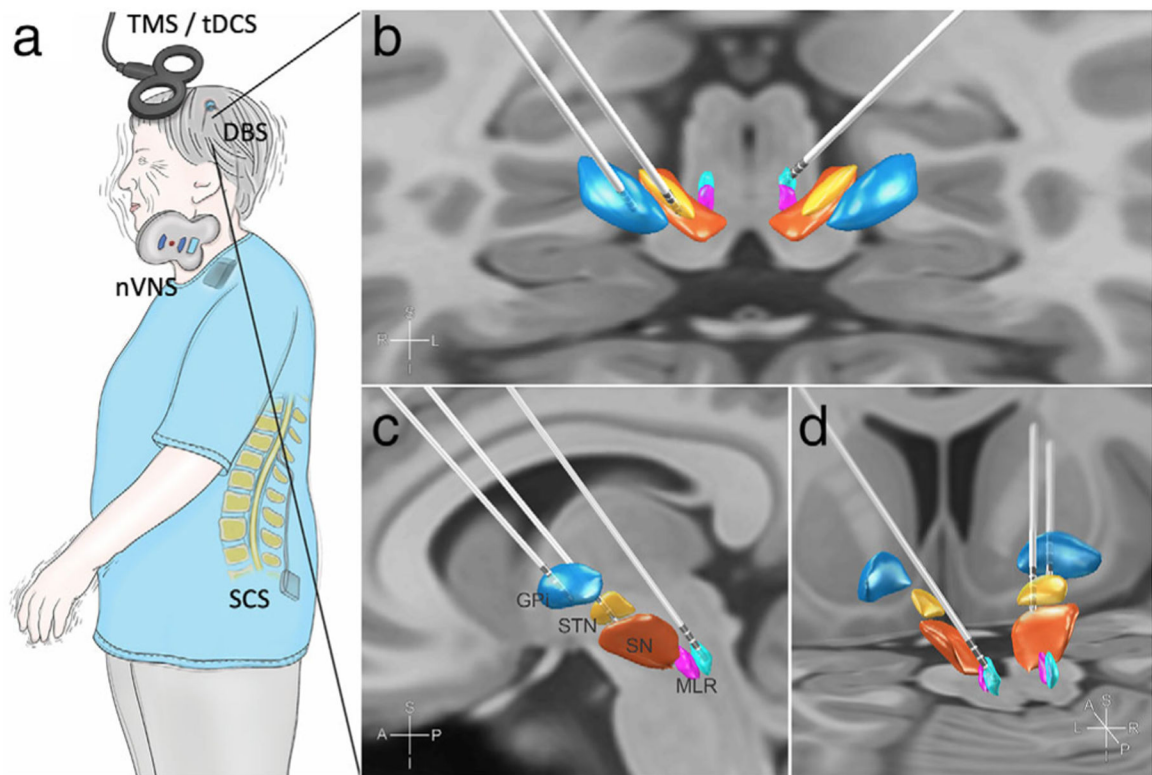 a
TMS / tDCS
DBS
nVNS
SCS
b
S
R L
I
c
GPi
STN
SN
MLR
S
A P
I
d
A S
L R
P
I